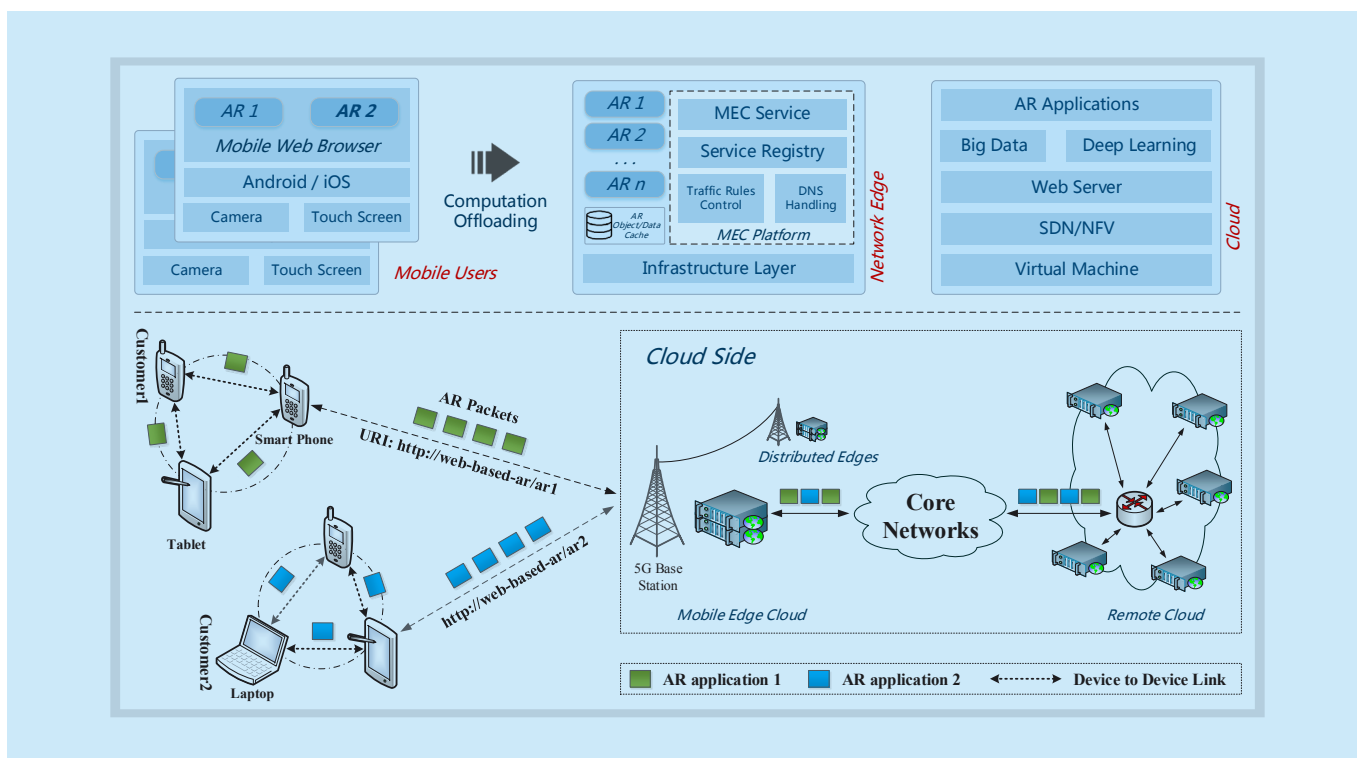 AR 1
AR 2
Mobile Web Browser
Android / iOS
Camera
Touch Screen
Camera
Touch Screen
Mobile Users
Computation
Offloading
AR 1
AR 2
...
AR n
AR
Object/Data
Cache
MEC Service
Service Registry
Traffic Rules
Control
DNS
Handling
MEC Platform
Infrastructure Layer
Network Edge
AR Applications
Big Data
Deep Learning
Web Server
SDN/NFV
Virtual Machine
Cloud
Customer1
Smart Phone
Tablet
AR Packets
URI: http://web-based-ar/ar1
http://web-based-ar/ar2
Customer2
Laptop
Cloud Side
Distributed Edges
5G Base
Station
Mobile Edge Cloud
Core
Networks
Remote Cloud
AR application 1
AR application 2
Device to Device Link